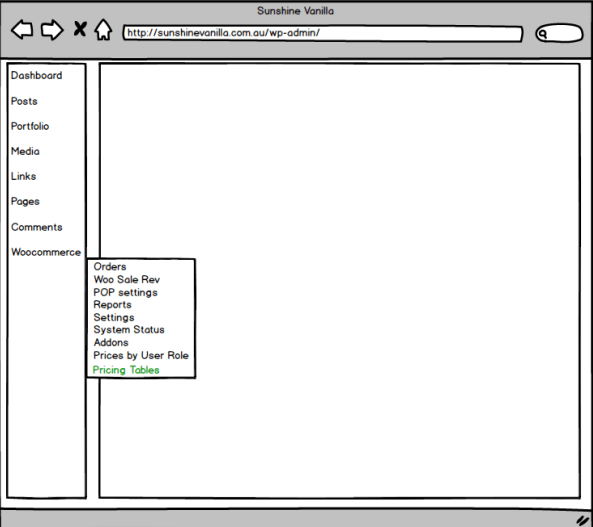 Sunshine Vanilla
http://sunshinevanilla.com.au/wp-admin/
Dashboard
Posts
Portfolio
Media
Links
Pages
Comments
Woocommerce
Orders
Woo Sale Rev
POP settings
Reports
Settings
System Status
Addons
Prices by User Role
Pricing Tables